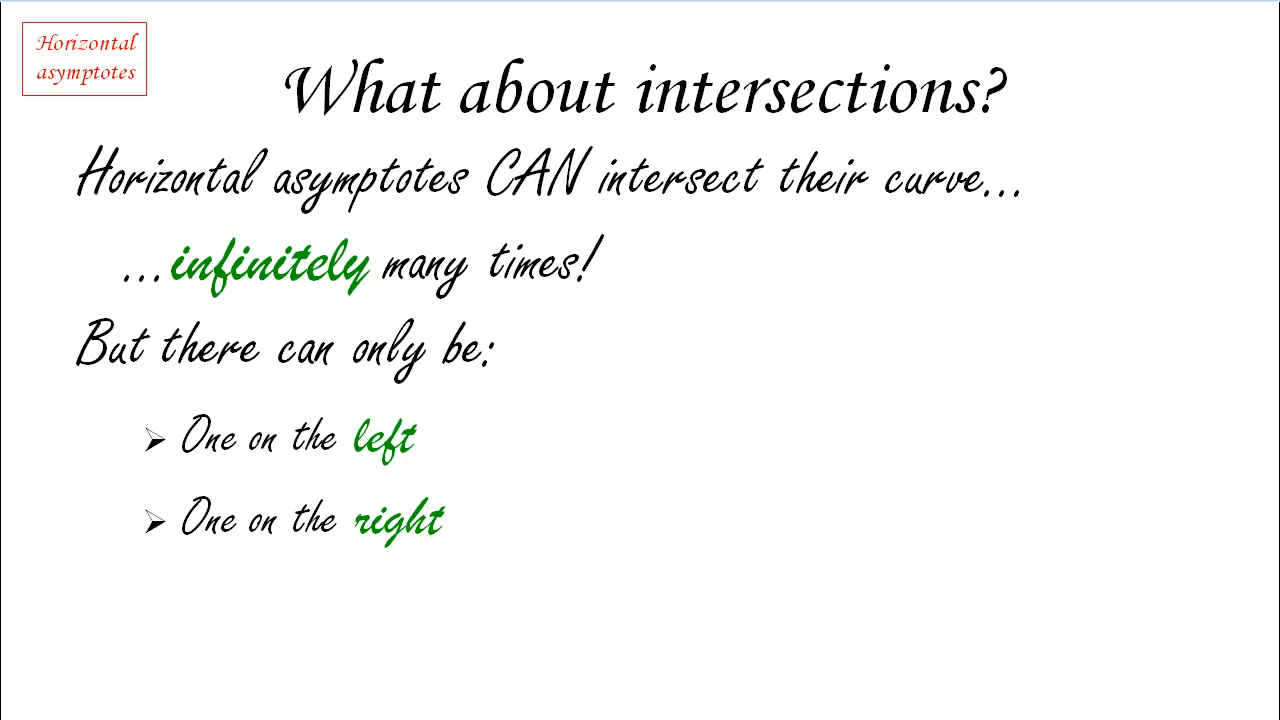 Horizontal
asymptotes
What about intersections?
Horizontal asymptotes CAN intersect their curve...
...infinitely many times!
But there can only be:
➢ One on the left
➢ One on the right